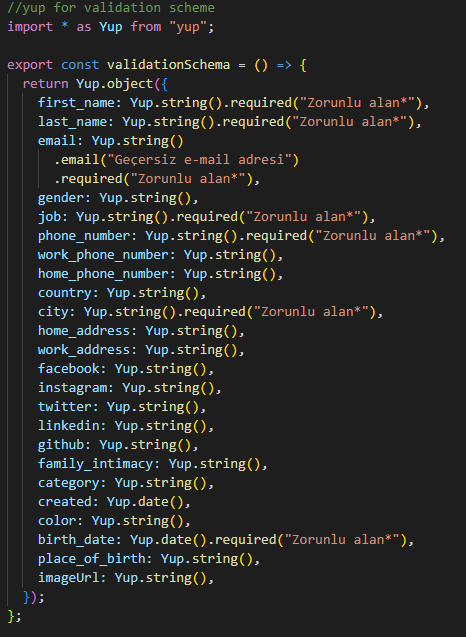 //yup for validation scheme
import * as Yup from "yup";

export const validationSchema = () => {
  return Yup.object({
    first_name: Yup.string().required("Zorunlu alan*"),
    last_name: Yup.string().required("Zorunlu alan*"),
    email: Yup.string()
      .email("Geçersiz e-mail adresi")
      .required("Zorunlu alan*"),
    gender: Yup.string(),
    job: Yup.string().required("Zorunlu alan*"),
    phone_number: Yup.string().required("Zorunlu alan*"),
    work_phone_number: Yup.string(),
    home_phone_number: Yup.string(),
    country: Yup.string(),
    city: Yup.string().required("Zorunlu alan*"),
    home_address: Yup.string(),
    work_address: Yup.string(),
    facebook: Yup.string(),
    instagram: Yup.string(),
    twitter: Yup.string(),
    linkedin: Yup.string(),
    github: Yup.string(),
    family_intimacy: Yup.string(),
    category: Yup.string(),
    created: Yup.date(),
    color: Yup.string(),
    birth_date: Yup.date().required("Zorunlu alan*"),
    place_of_birth: Yup.string(),
    imageUrl: Yup.string(),
  });
};